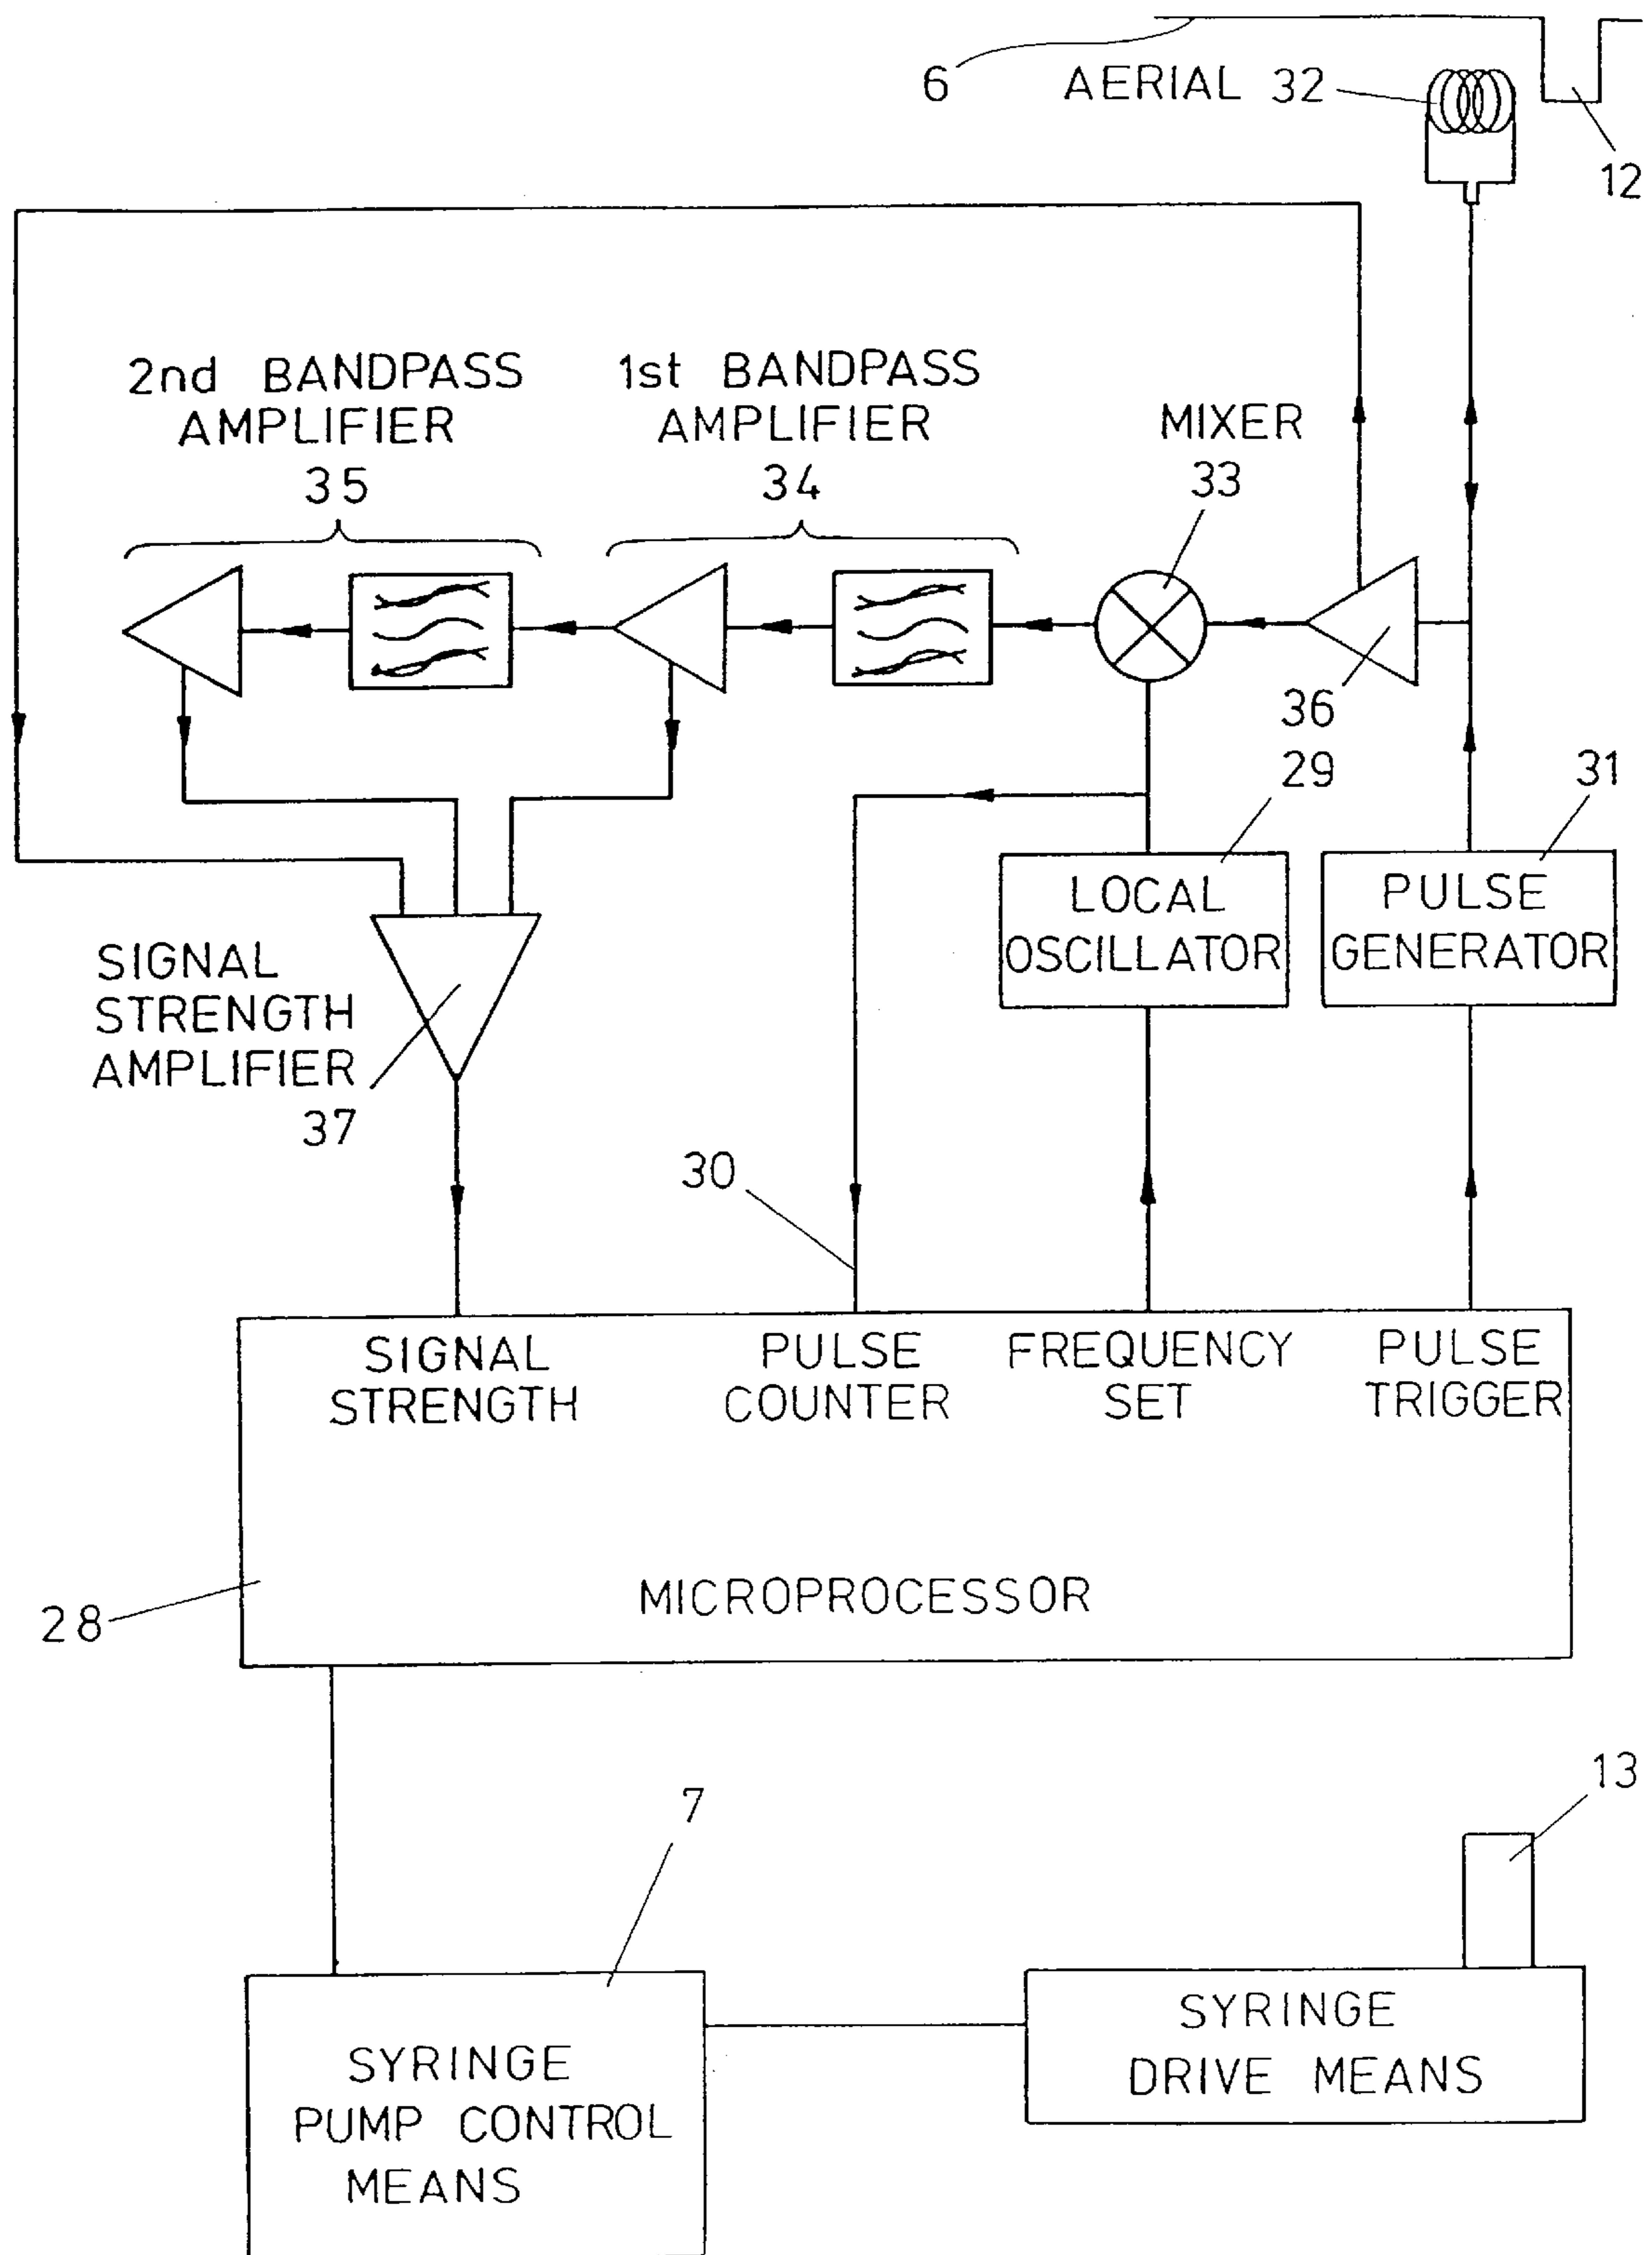 6
AERIAL 32
12
2nd BANDPASS
AMPLIFIER
35
1st BANDPASS
AMPLIFIER
34
MIXER
33
36
29
31
LOCAL
OSCILLATOR
PULSE
GENERATOR
SIGNAL
STRENGTH
AMPLIFIER
37
30
SIGNAL
STRENGTH
PULSE
COUNTER
FREQUENCY
SET
PULSE
TRIGGER
MICROPROCESSOR
28
7
13
SYRINGE
PUMP CONTROL
MEANS
SYRINGE
DRIVE MEANS